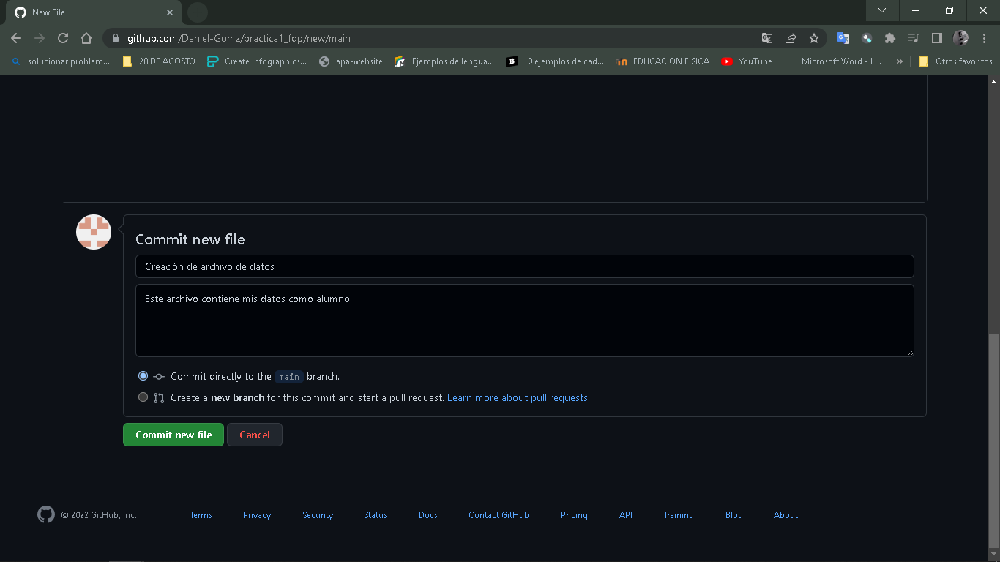 New File
github.com/Daniel-Gomz/practica1_fdp/new/main
solucionar problem... 28 DE AGOSTO Create Infographics... apa-website Ejemplos de lengua... 10 ejemplos de cad... EDUCACION FISICA YouTube Microsoft Word - L... » Otros favoritos
Commit new file
Creación de archivo de datos
Este archivo contiene mis datos como alumno.
Commit directly to the main branch.
Create a new branch for this commit and start a pull request. Learn more about pull requests.
Commit new file Cancel
© 2022 GitHub, Inc. Terms Privacy Security Status Docs Contact GitHub Pricing API Training Blog About